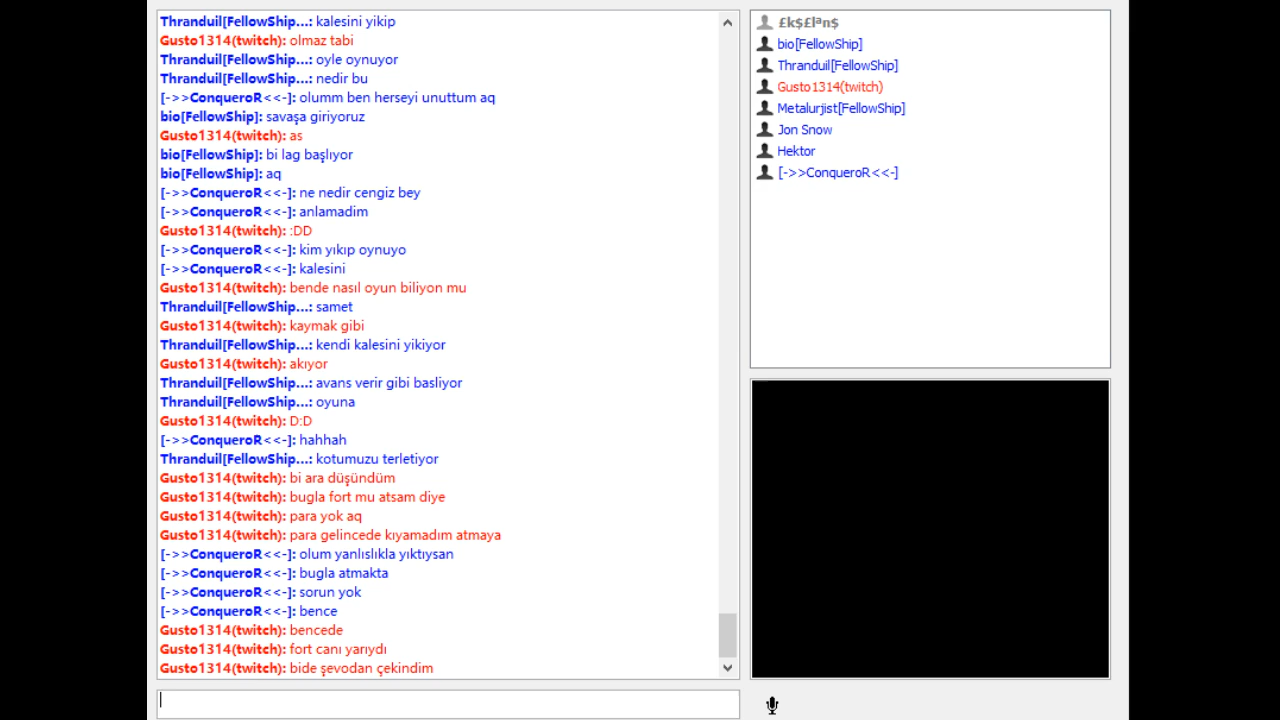 Thranduil[FellowShip...: kalesini yikip
Gusto1314(twitch): olmaz tabi
Thranduil[FellowShip...: oyle oynuyor
Thranduil[FellowShip...: nedir bu
[->>ConqueroR<<-]: olumm ben herseyi unuttum aq
bio[FellowShip]: savaşa giriyoruz
Gusto1314(twitch): as
bio[FellowShip]: bi lag başlıyor
bio[FellowShip]: aq
[->>ConqueroR<<-]: ne nedir cengiz bey
[->>ConqueroR<<-]: anlamadim
Gusto1314(twitch): :DD
[->>ConqueroR<<-]: kim yıkıp oynuyo
[->>ConqueroR<<-]: kalesini
Gusto1314(twitch): bende nasıl oyun biliyon mu
Thranduil[FellowShip...: samet
Gusto1314(twitch): kaymak gibi
Thranduil[FellowShip...: kendi kalesini yikiyor
Gusto1314(twitch): akıyor
Thranduil[FellowShip...: avans verir gibi basliyor
Thranduil[FellowShip...: oyuna
Gusto1314(twitch): D:D
[->>ConqueroR<<-]: hahhah
Thranduil[FellowShip...: kotumuzu terletiyor
Gusto1314(twitch): bi ara düşündüm
Gusto1314(twitch): bugla fort mu atsam diye
Gusto1314(twitch): para yok aq
Gusto1314(twitch): para gelincede kıyamadım atmaya
[->>ConqueroR<<-]: olum yanlıslıkla yıktıysan
[->>ConqueroR<<-]: bugla atmakta
[->>ConqueroR<<-]: sorun yok
[->>ConqueroR<<-]: bence
Gusto1314(twitch): bencede
Gusto1314(twitch): fort canı yarıydı
Gusto1314(twitch): bide şevodan çekindim
£k$£lªn$
bio[FellowShip]
Thranduil[FellowShip]
Gusto1314(twitch)
Metalurjist[FellowShip]
Jon Snow
Hektor
[->>ConqueroR<<-]